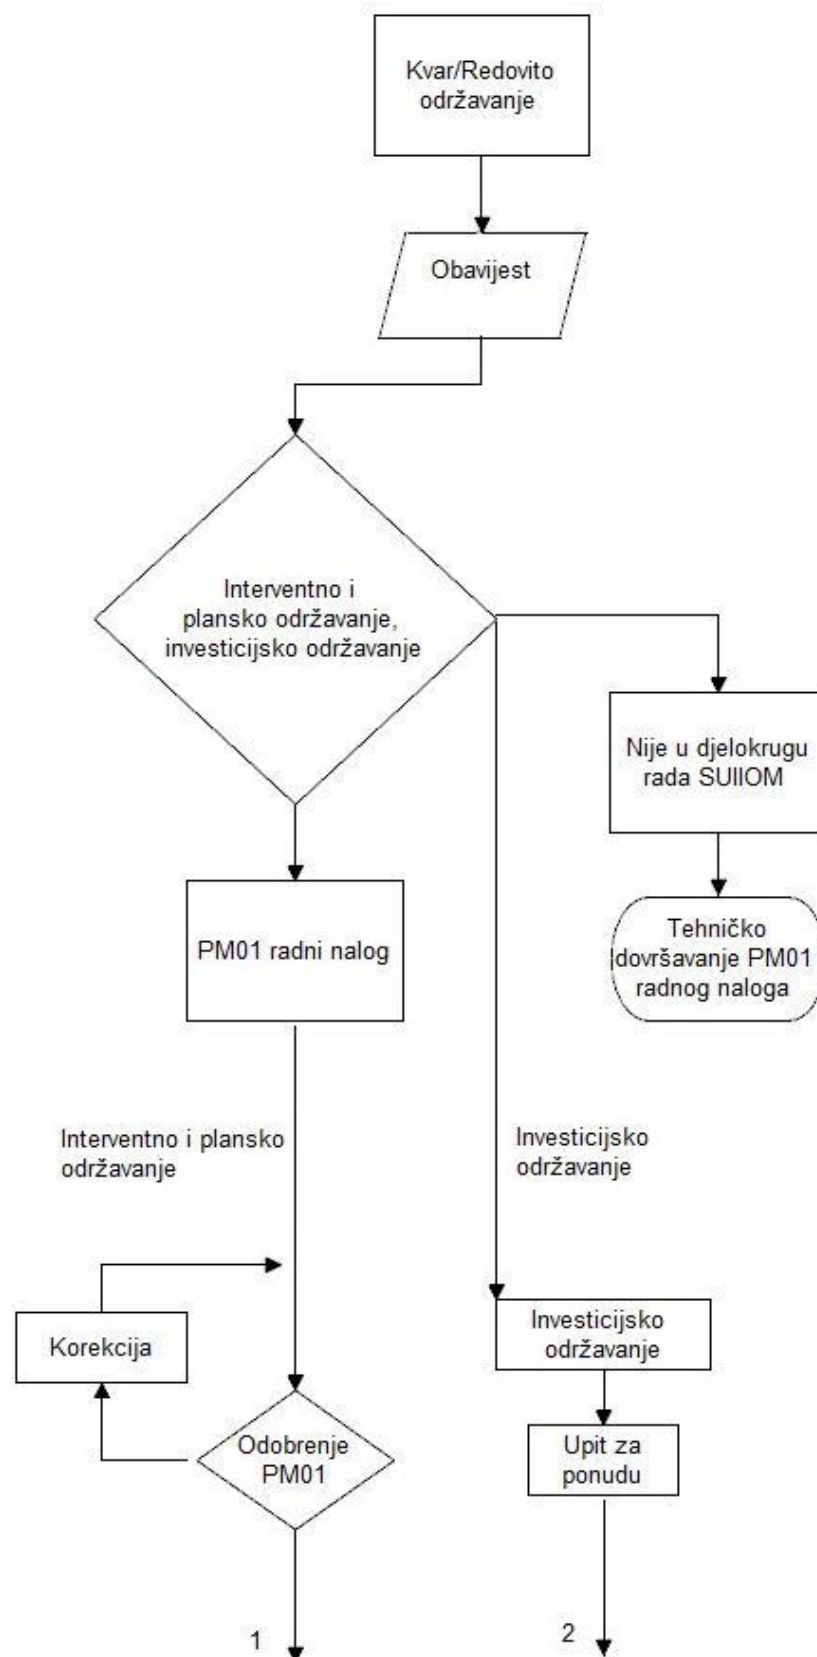 Kvar/Redovito
održavanje
Obavijest
Interventno i
plansko održavanje,
investicijsko održavanje
Nije u djelokrugu
rada SUIIOM
PM01 radni nalog
Tehničko
dovršavanje PM01
radnog naloga
Interventno i plansko
održavanje
Investicijsko
održavanje
Korekcija
Investicijsko
održavanje
Odobrenje
PM01
Upit za
ponudu
1
2